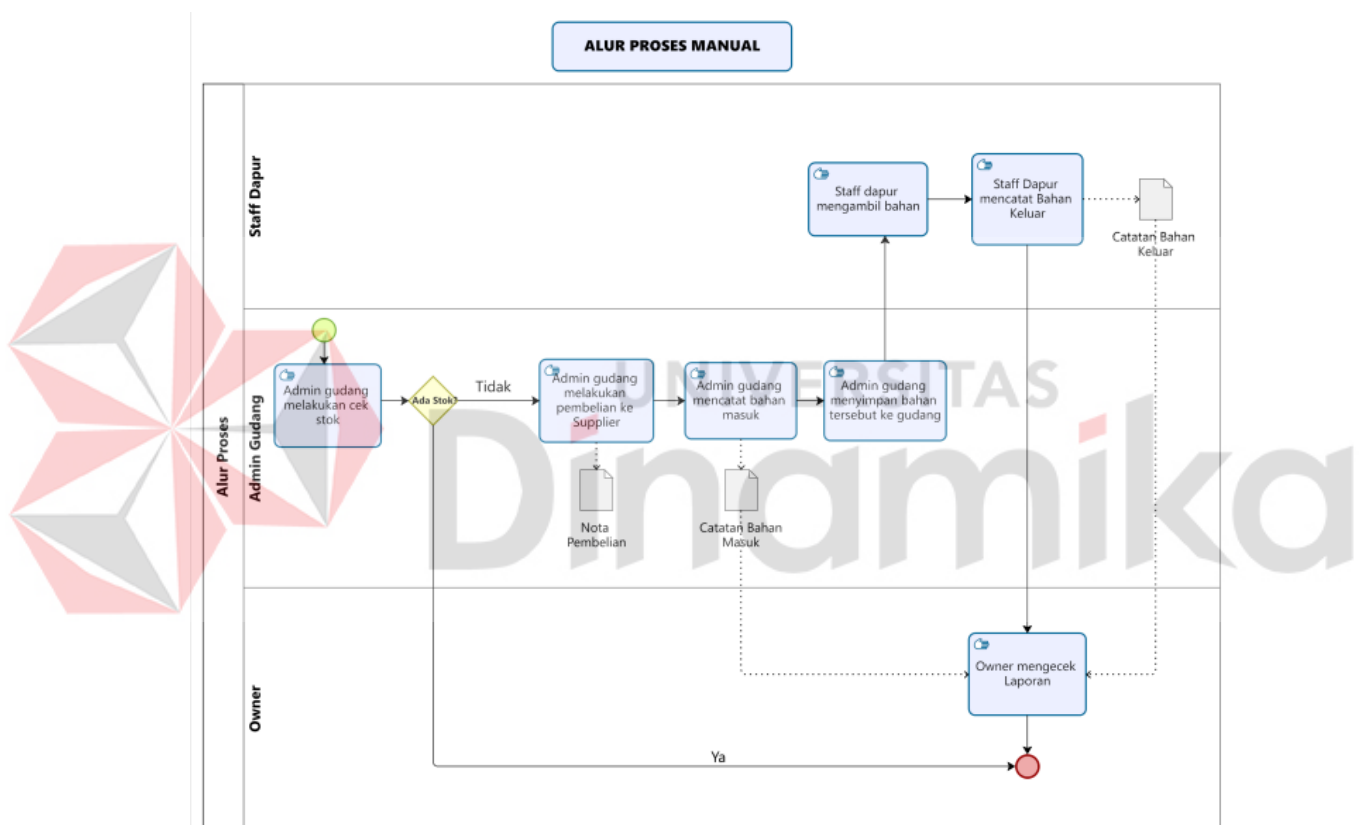 ALUR PROSES MANUAL
Alur Proses
Staff Dapur
Staff dapur
mengambil bahan
Staff Dapur
mencatat Bahan
Keluar
Catatan Bahan
Keluar
Admin Gudang
Admin gudang
melakukan cek
stok
Ada Stok?
Tidak
Admin gudang
melakukan
pembelian ke
Supplier
Admin gudang
mencatat bahan
masuk
Admin gudang
menyimpan bahan
tersebut ke gudang
Nota
Pembelian
Catatan Bahan
Masuk
Owner
Owner mengecek
Laporan
Ya
UNIVERSITAS
Dinamika